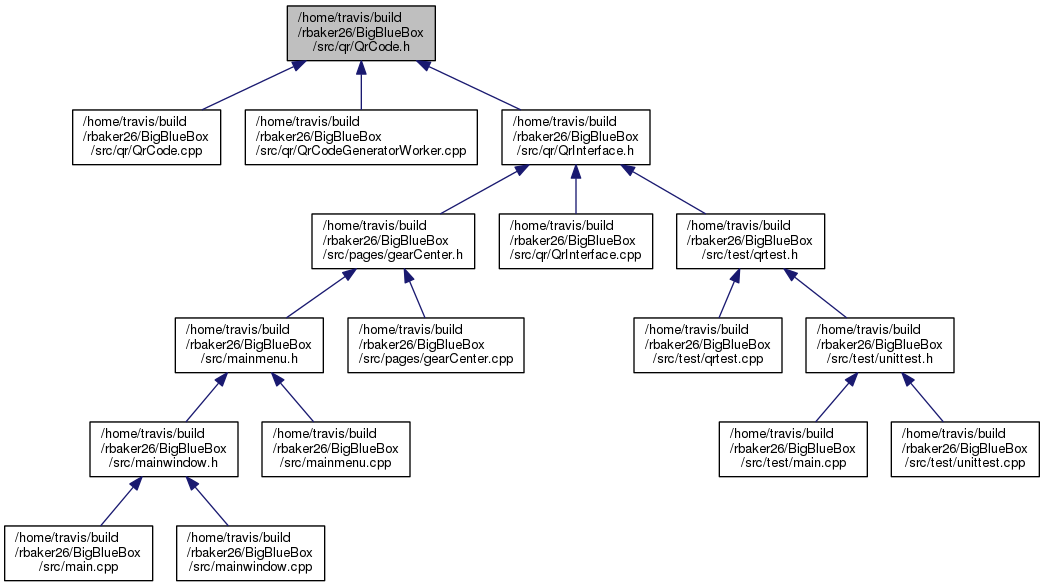 /home/travis/build
/rbaker26/BigBlueBox
/src/qr/QrCode.h
/home/travis/build
/rbaker26/BigBlueBox
/src/qr/QrCode.cpp
/home/travis/build
/rbaker26/BigBlueBox
/src/qr/QrCodeGeneratorWorker.cpp
/home/travis/build
/rbaker26/BigBlueBox
/src/qr/QrInterface.h
/home/travis/build
/rbaker26/BigBlueBox
/src/pages/gearCenter.h
/home/travis/build
/rbaker26/BigBlueBox
/src/qr/QrInterface.cpp
/home/travis/build
/rbaker26/BigBlueBox
/src/test/qrtest.h
/home/travis/build
/rbaker26/BigBlueBox
/src/mainmenu.h
/home/travis/build
/rbaker26/BigBlueBox
/src/pages/gearCenter.cpp
/home/travis/build
/rbaker26/BigBlueBox
/src/test/qrtest.cpp
/home/travis/build
/rbaker26/BigBlueBox
/src/test/unittest.h
/home/travis/build
/rbaker26/BigBlueBox
/src/mainwindow.h
/home/travis/build
/rbaker26/BigBlueBox
/src/mainmenu.cpp
/home/travis/build
/rbaker26/BigBlueBox
/src/test/main.cpp
/home/travis/build
/rbaker26/BigBlueBox
/src/test/unittest.cpp
/home/travis/build
/rbaker26/BigBlueBox
/src/main.cpp
/home/travis/build
/rbaker26/BigBlueBox
/src/mainwindow.cpp